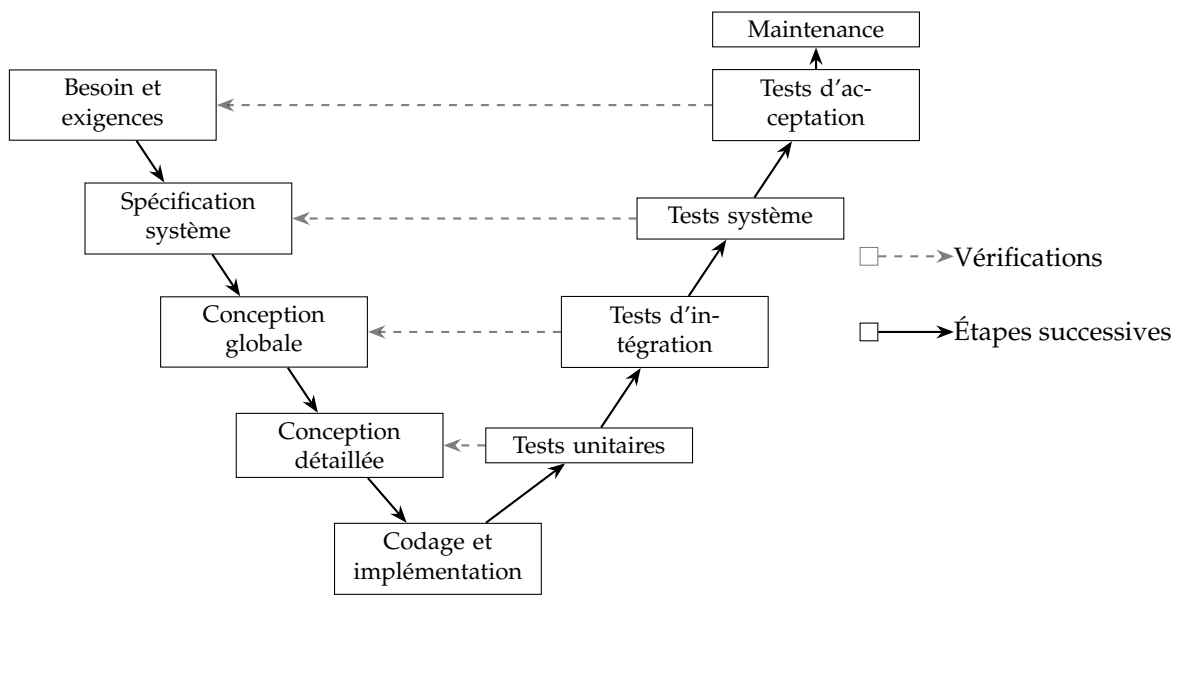 Maintenance
Besoin et
exigences
Tests d’ac-
ceptation
Spécification
système
Tests système
Vérifications
Conception
globale
Tests d’in-
tégration
Étapes successives
Conception
détaillée
Tests unitaires
Codage et
implémentation